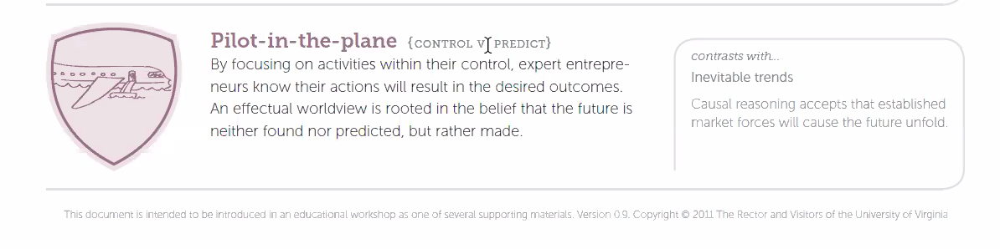 Pilot-in-the-plane {CONTROL V PREDICT}
By focusing on activities within their control, expert entrepre-
neurs know their actions will result in the desired outcomes.
An effectual worldview is rooted in the belief that the future is
neither found nor predicted, but rather made.
contrasts with...
Inevitable trends
Causal reasoning accepts that established
market forces will cause the future unfold.
This document is intended to be introduced in an educational workshop as one of several supporting materials. Version 0.9. Copyright © 2011 The Rector and Visitors of the University of Virginia